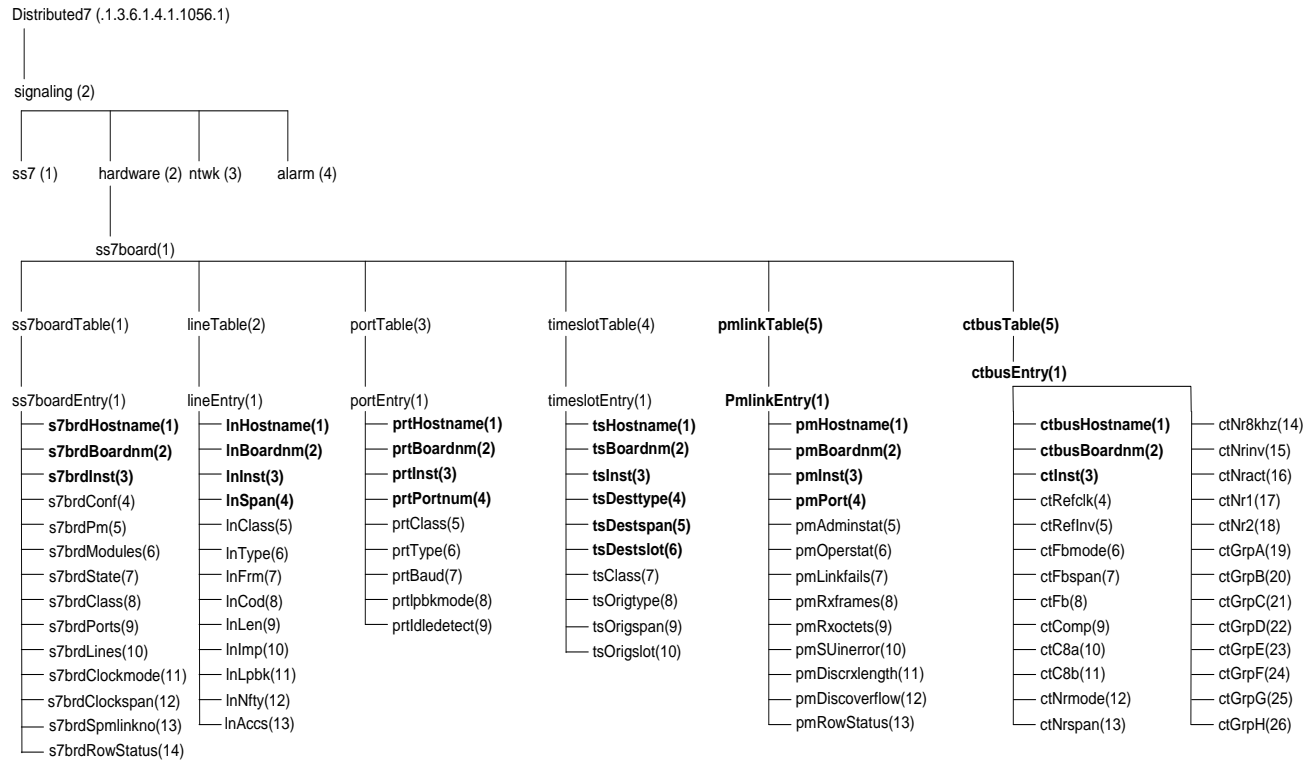 Distributed7 (.1.3.6.1.4.1.1056.1)
signaling (2)
ss7 (1)
hardware (2)
ntwk (3)
alarm (4)
ss7board(1)
ss7boardTable(1)
lineTable(2)
portTable(3)
timeslotTable(4)
pmlinkTable(5)
ctbusTable(5)
ss7boardEntry(1)
s7brdHostname(1)
s7brdBoardnm(2)
s7brdInst(3)
s7brdConf(4)
s7brdPm(5)
s7brdModules(6)
s7brdState(7)
s7brdClass(8)
s7brdPorts(9)
s7brdLines(10)
s7brdClockmode(11)
s7brdClockspan(12)
s7brdSpmlinkno(13)
s7brdRowStatus(14)
lineEntry(1)
lnHostname(1)
lnBoardnm(2)
lnInst(3)
lnSpan(4)
lnClass(5)
lnType(6)
lnFrm(7)
lnCod(8)
lnLen(9)
lnImp(10)
lnLpbk(11)
lnNfty(12)
lnAccs(13)
portEntry(1)
prtHostname(1)
prtBoardnm(2)
prtInst(3)
prtPortnum(4)
prtClass(5)
prtType(6)
prtBaud(7)
prtlpbkmode(8)
prtIdledetect(9)
timeslotEntry(1)
tsHostname(1)
tsBoardnm(2)
tsInst(3)
tsDesttype(4)
tsDestspan(5)
tsDestslot(6)
tsClass(7)
tsOrigtype(8)
tsOrigspan(9)
tsOrigslot(10)
PmlinkEntry(1)
pmHostname(1)
pmBoardnm(2)
pmInst(3)
pmPort(4)
pmAdminstat(5)
pmOperstat(6)
pmLinkfails(7)
pmRxframes(8)
pmRxoctets(9)
pmSUinerror(10)
pmDiscrxlength(11)
pmDiscoverflow(12)
pmRowStatus(13)
ctbusEntry(1)
ctbusHostname(1)
ctbusBoardnm(2)
ctInst(3)
ctRefclk(4)
ctRefInv(5)
ctFbmode(6)
ctFbspan(7)
ctFb(8)
ctComp(9)
ctC8a(10)
ctC8b(11)
ctNrmode(12)
ctNrspan(13)
ctNr8khz(14)
ctNrinv(15)
ctNract(16)
ctNr1(17)
ctNr2(18)
ctGrpA(19)
ctGrpB(20)
ctGrpC(21)
ctGrpD(22)
ctGrpE(23)
ctGrpF(24)
ctGrpG(25)
ctGrpH(26)